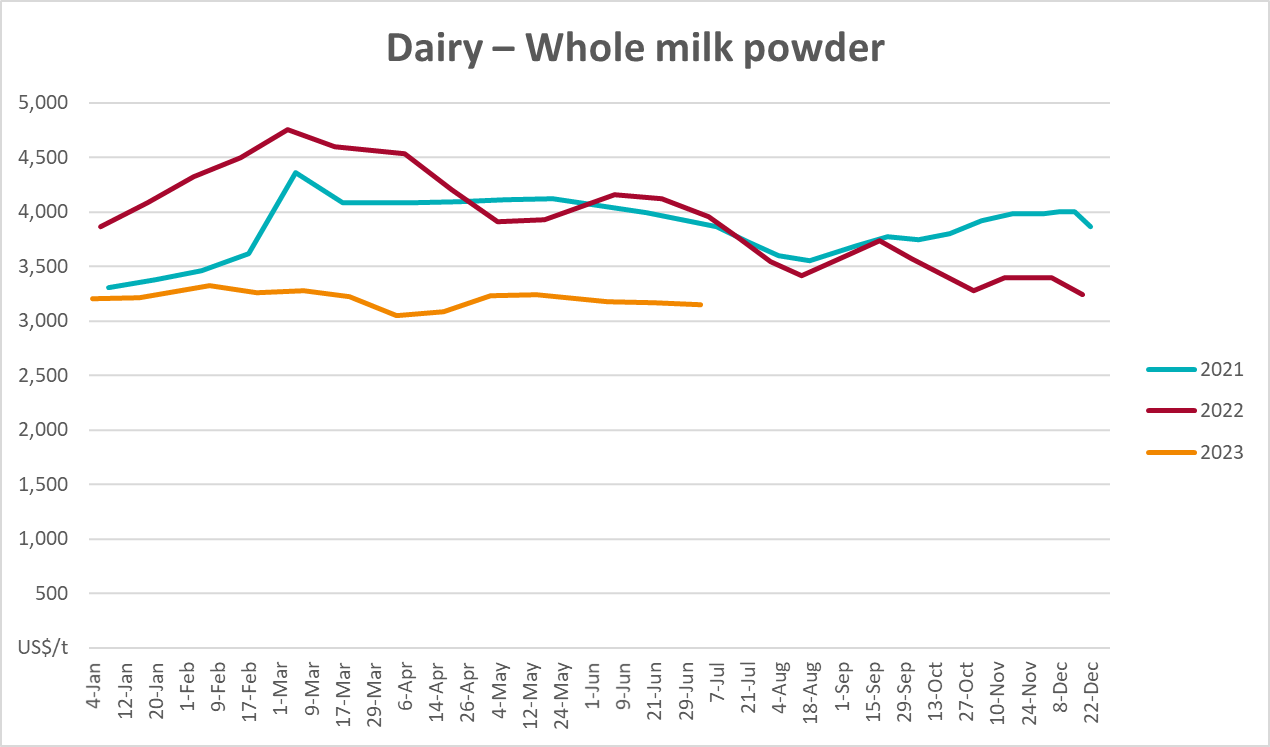 Dairy – Whole milk powder
5,000
4,500
4,000
3,500
3,000
2,500
2,000
1,500
1,000
500
US$/t
4-Jan
12-Jan
20-Jan
1-Feb
9-Feb
17-Feb
1-Mar
9-Mar
17-Mar
29-Mar
6-Apr
14-Apr
26-Apr
4-May
12-May
24-May
1-Jun
9-Jun
21-Jun
29-Jun
7-Jul
21-Jul
4-Aug
18-Aug
1-Sep
15-Sep
29-Sep
13-Oct
27-Oct
10-Nov
24-Nov
8-Dec
22-Dec
2021
2022
2023